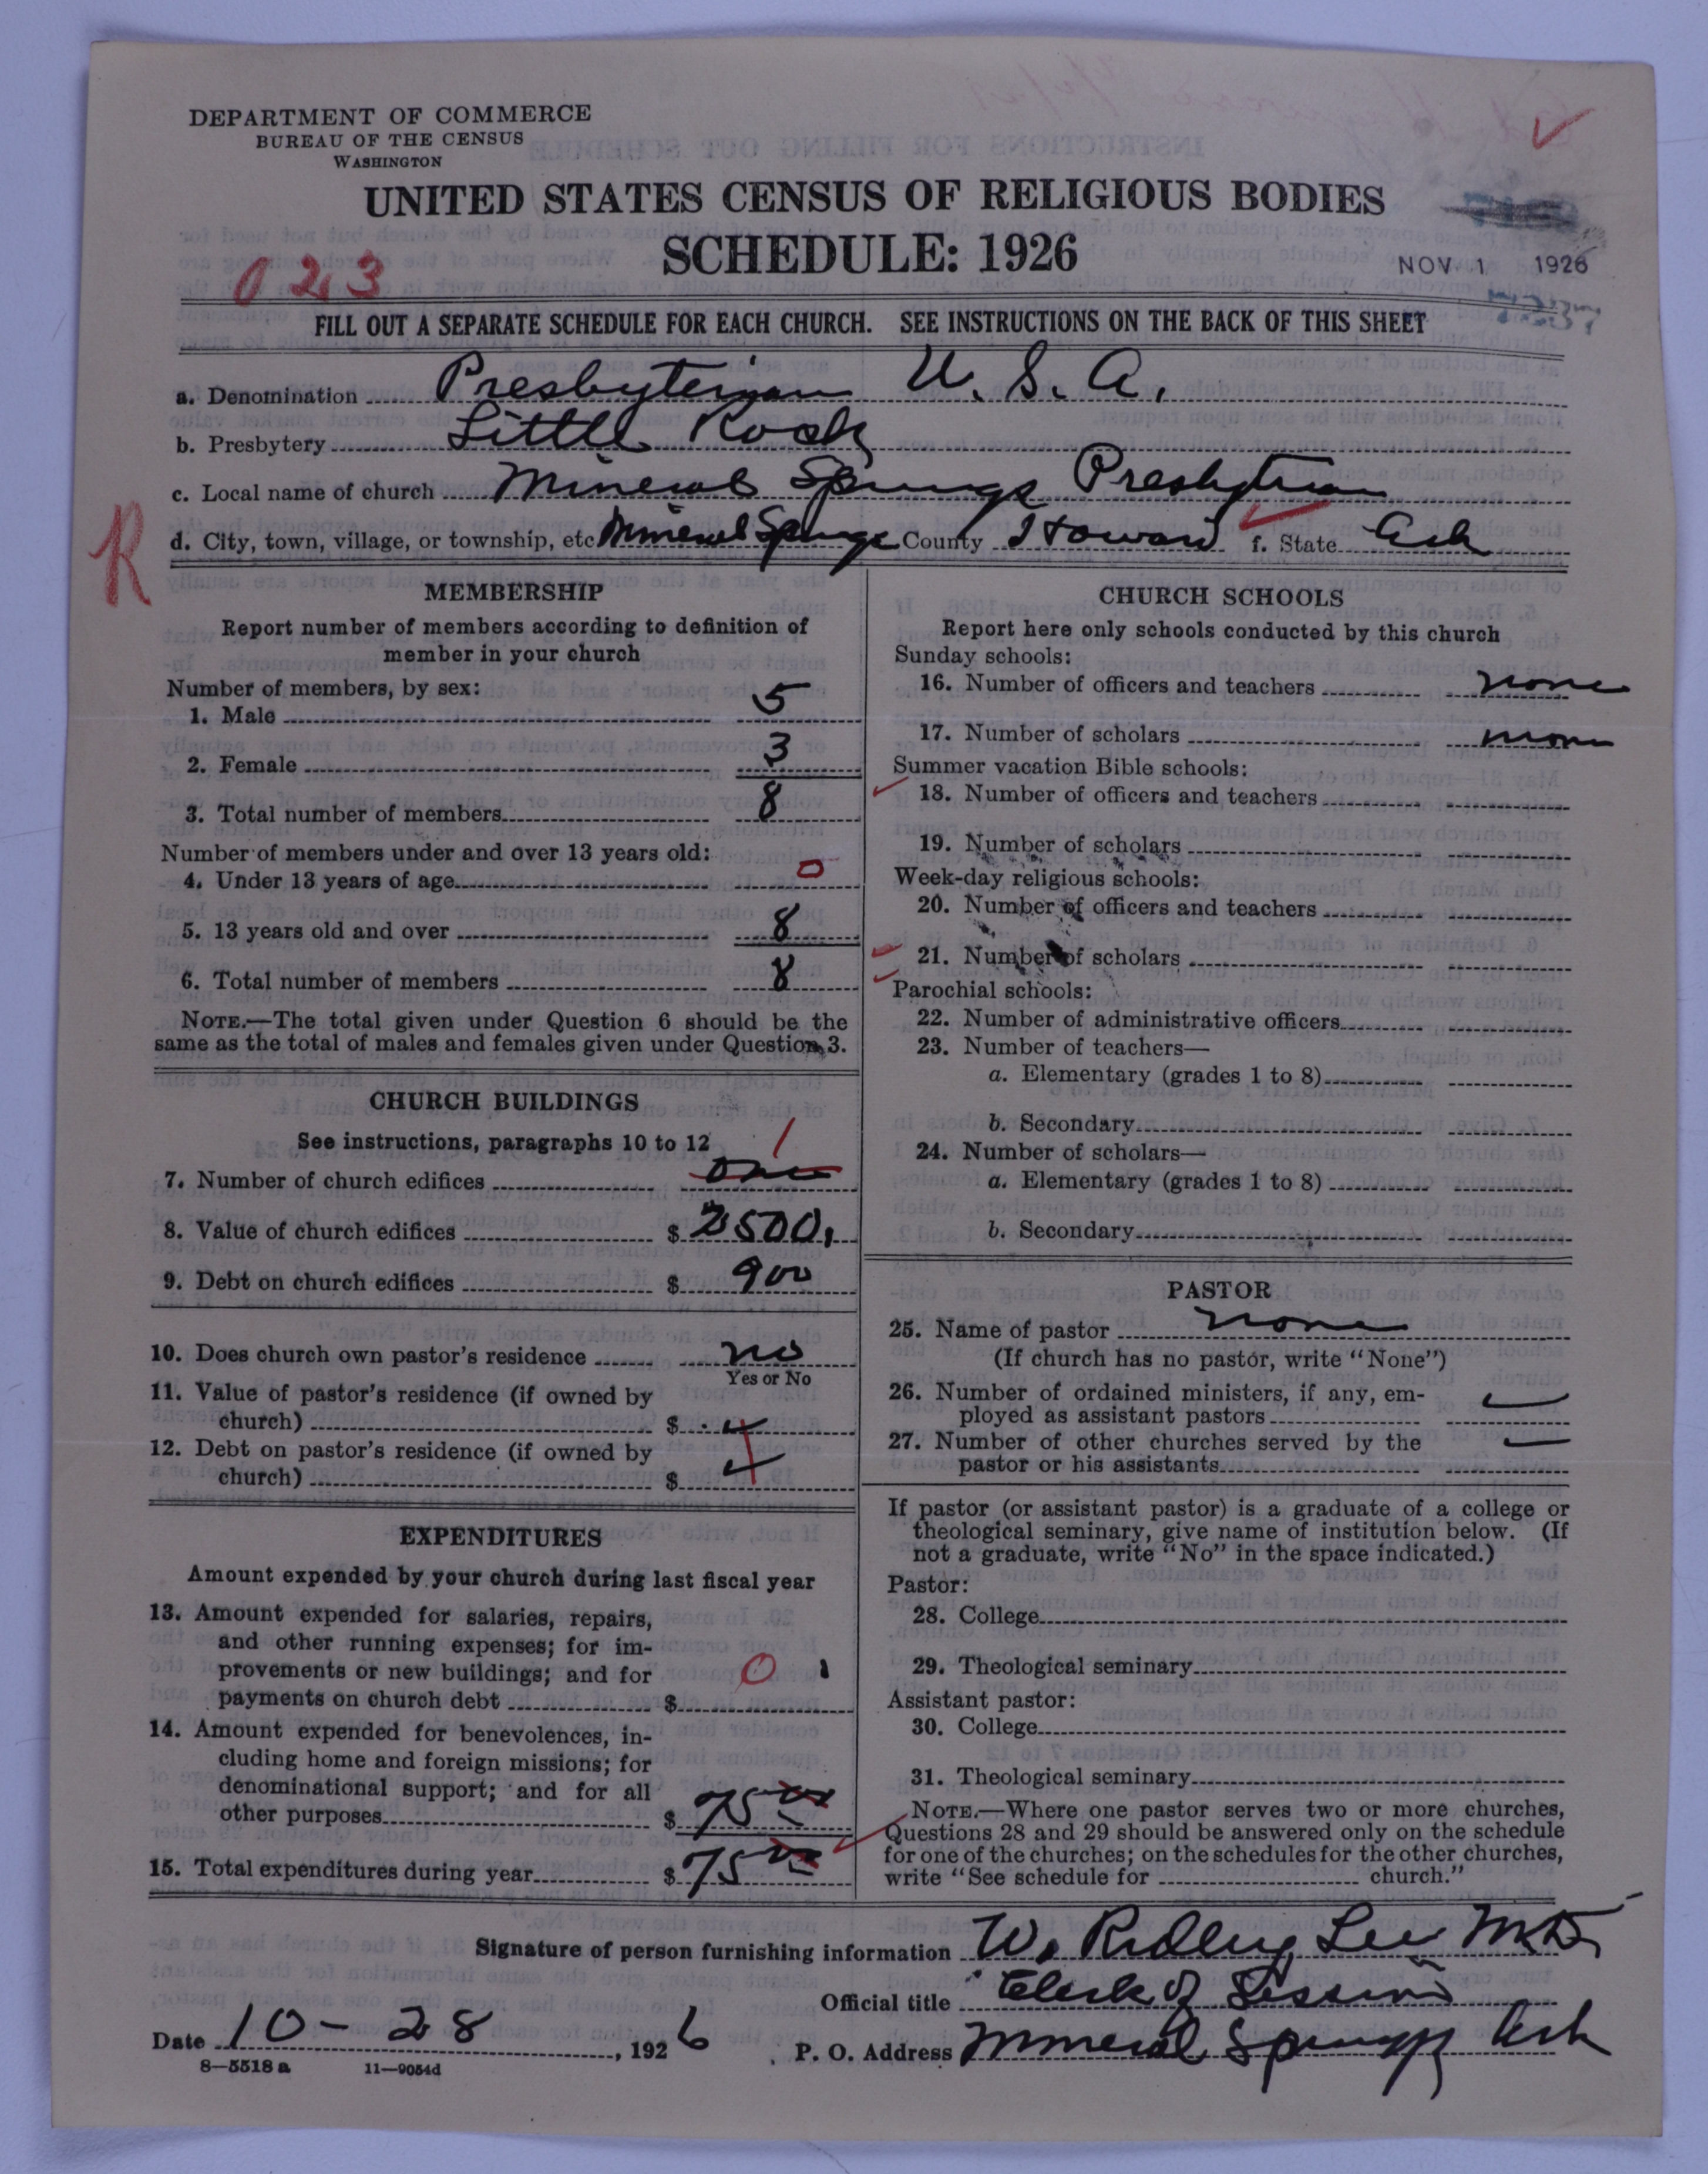 DEPARTMENT OF COMMERCE
BUREAU OF THE CENSUS
WASHINGTON
UNITED STATES CENSUS OF RELIGIOUS BODIES
SCHEDULE: 1926
NOV. 1 1926
023
FILL OUT A SEPARATE SCHEDULE FOR EACH CHURCH. SEE INSTRUCTIONS ON THE BACK OF THIS SHEET
a. Denomination Presbyterian U. S. A.
b. Presbytery Little Rock
c. Local name of church Mineral Springs Presbytrian
R
d. City, town, village, or township, etc Mineral Springs County Howard f. State Ark
MEMBERSHIP
Report number of members according to definition of
member in your church
Number of members, by sex:
1. Male 5
2. Female 3
3. Total number of members 8
Number of members under and over 13 years old:
4. Under 13 years of age 0
5. 13 years old and over 8
6. Total number of members 8
NOTE.—The total given under Question 6 should be the
same as the total of males and females given under Question 3.
CHURCH BUILDINGS
See instructions, paragraphs 10 to 12
1
7. Number of church edifices one
8. Value of church edifices $ 2500.
9. Debt on church edifices $ 900
10. Does church own pastor's residence no
Yes or No
11. Value of pastor's residence (if owned by
church) $
12. Debt on pastor's residence (if owned by
church) $
EXPENDITURES
Amount expended by your church during last fiscal year
13. Amount expended for salaries, repairs,
and other running expenses; for im-
provements or new buildings; and for
payments on church debt $ 0
14. Amount expended for benevolences, in-
cluding home and foreign missions; for
denominational support; and for all
other purposes $ 75 00
15. Total expenditures during year $ 75 00
CHURCH SCHOOLS
Report here only schools conducted by this church
Sunday schools:
16. Number of officers and teachers none
17. Number of scholars none
Summer vacation Bible schools:
18. Number of officers and teachers
19. Number of scholars
Week-day religious schools:
20. Number of officers and teachers
21. Number of scholars
Parochial schools:
22. Number of administrative officers
23. Number of teachers—
a. Elementary (grades 1 to 8)
b. Secondary
24. Number of scholars—
a. Elementary (grades 1 to 8)
b. Secondary
PASTOR
25. Name of pastor none
(If church has no pastor, write "None")
26. Number of ordained ministers, if any, em-
ployed as assistant pastors
27. Number of other churches served by the
pastor or his assistants
If pastor (or assistant pastor) is a graduate of a college or
theological seminary, give name of institution below. (If
not a graduate, write "No" in the space indicated.)
Pastor:
28. College
29. Theological seminary
Assistant pastor:
30. College
31. Theological seminary
NOTE.—Where one pastor serves two or more churches,
Questions 28 and 29 should be answered only on the schedule
for one of the churches; on the schedules for the other churches,
write "See schedule for church."
Signature of person furnishing information W. Ridley Lee M.D.
Official title Clerk of Session
Date 10-28, 1926
P. O. Address Mineral Springs Ark
8—5518a 11—9054d